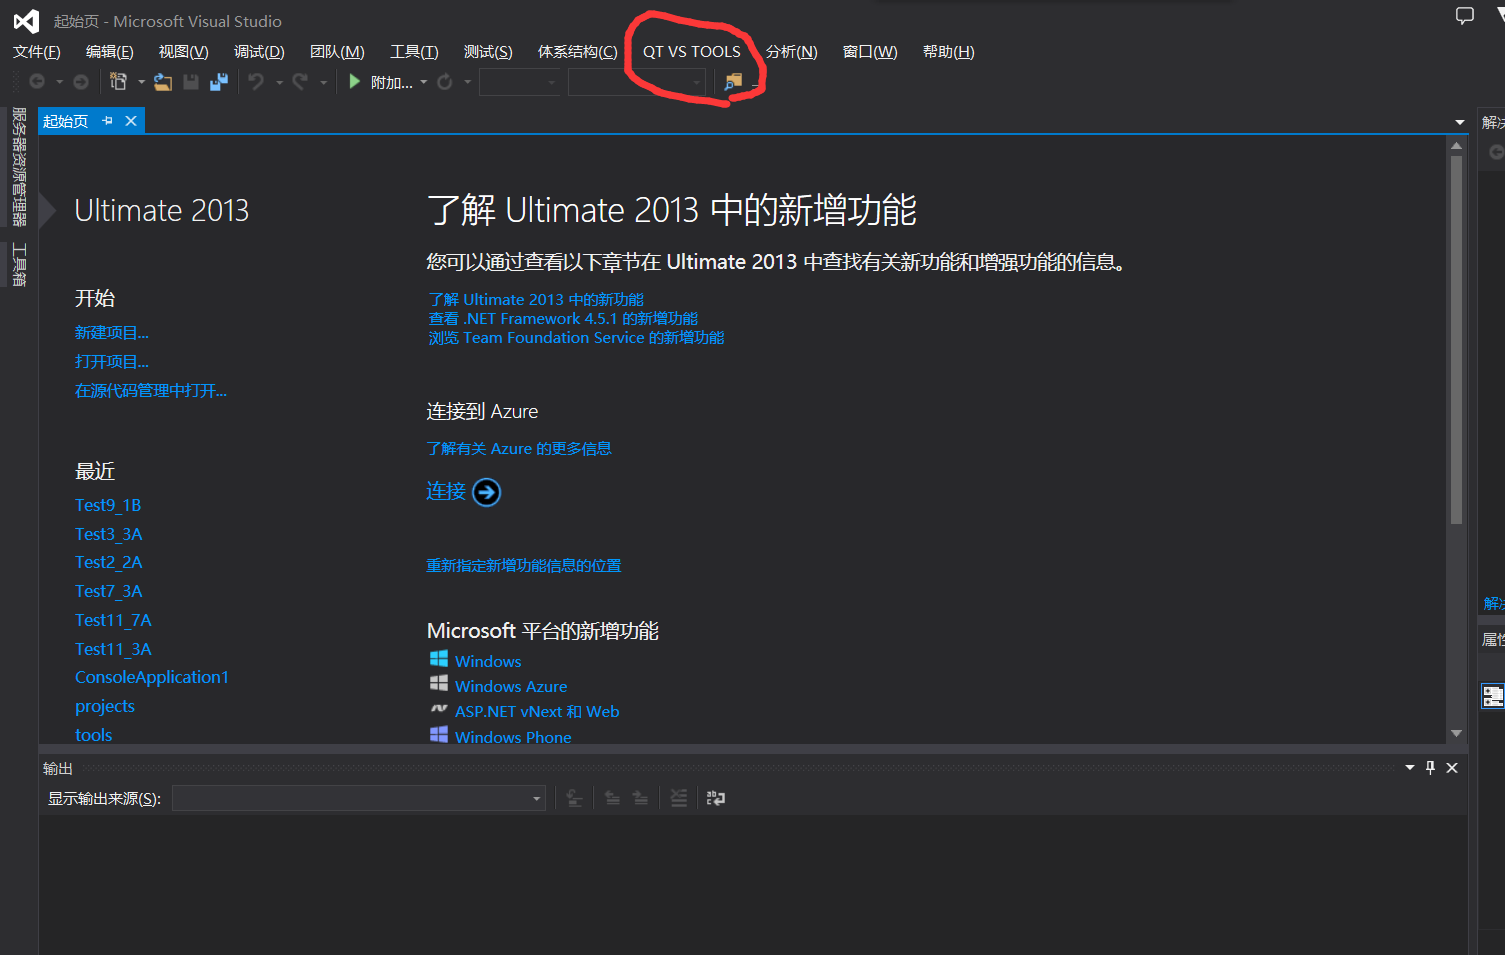 起始页 - Microsoft Visual Studio
文件(F) 编辑(E) 视图(V) 调试(D) 团队(M) 工具(T) 测试(S) 体系结构(C) QT VS TOOLS 分析(N) 窗口(W) 帮助(H)
附加...
服务器资源管理器
工具箱
起始页
解决
Ultimate 2013
开始
新建项目...
打开项目...
在源代码管理中打开...
最近
Test9_1B
Test3_3A
Test2_2A
Test7_3A
Test11_7A
Test11_3A
ConsoleApplication1
projects
tools
了解 Ultimate 2013 中的新增功能
您可以通过查看以下章节在 Ultimate 2013 中查找有关新功能和增强功能的信息。
了解 Ultimate 2013 中的新功能
查看 .NET Framework 4.5.1 的新增功能
浏览 Team Foundation Service 的新增功能
连接到 Azure
了解有关 Azure 的更多信息
连接
重新指定新增功能信息的位置
Microsoft 平台的新增功能
Windows
Windows Azure
ASP.NET vNext 和 Web
Windows Phone
解决
属性
输出
显示输出来源(S):